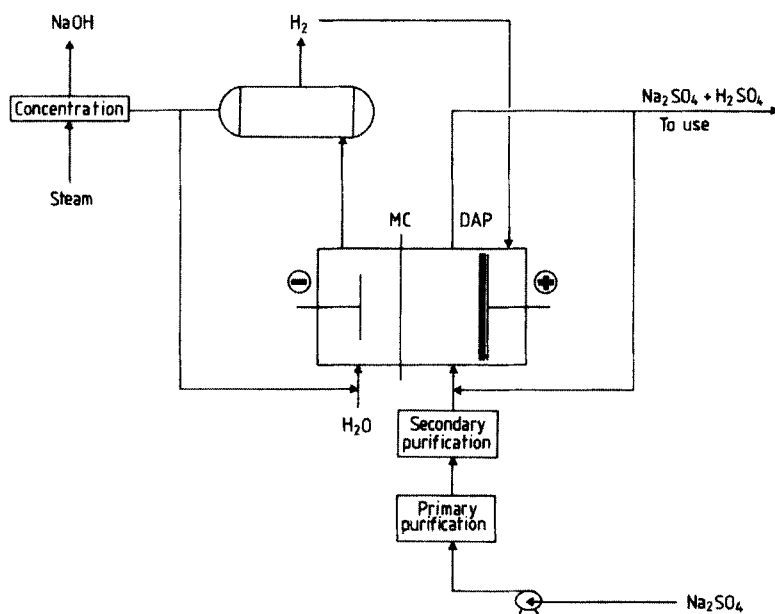 NaOH
H₂
Concentration
Na₂SO₄ + H₂SO₄
To use
Steam
MC
DAP
−
+
H₂O
Secondary
purification
Primary
purification
Na₂SO₄